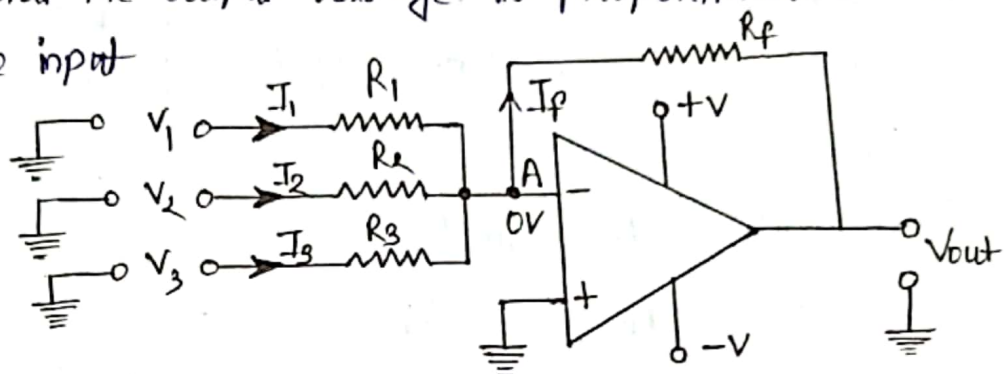 input
Rf
I1 R1 If +V
V1
I2 R2 A −
V2 0V
I3 R3 Vout
V3
+
−V